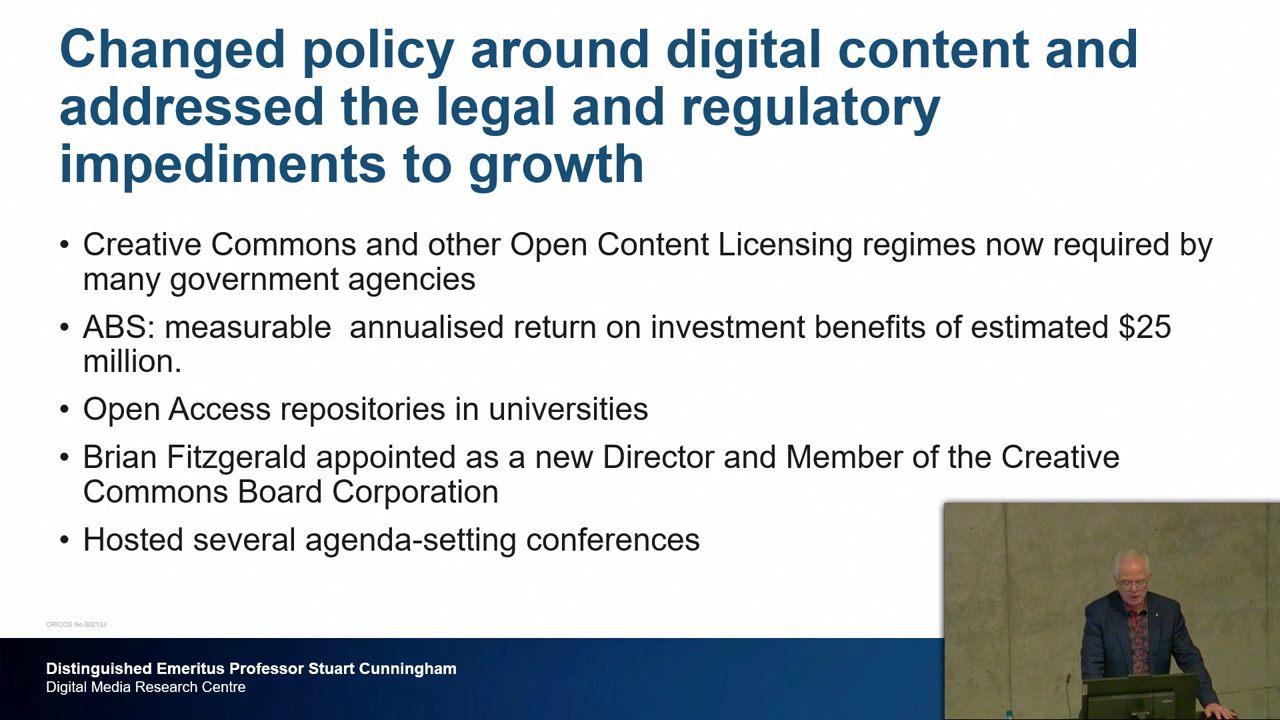 Changed policy around digital content and
addressed the legal and regulatory
impediments to growth
• Creative Commons and other Open Content Licensing regimes now required by
many government agencies
• ABS: measurable  annualised return on investment benefits of estimated $25
million.
• Open Access repositories in universities
• Brian Fitzgerald appointed as a new Director and Member of the Creative
Commons Board Corporation
• Hosted several agenda-setting conferences
CRICOS No.00213J
Distinguished Emeritus Professor Stuart Cunningham
Digital Media Research Centre